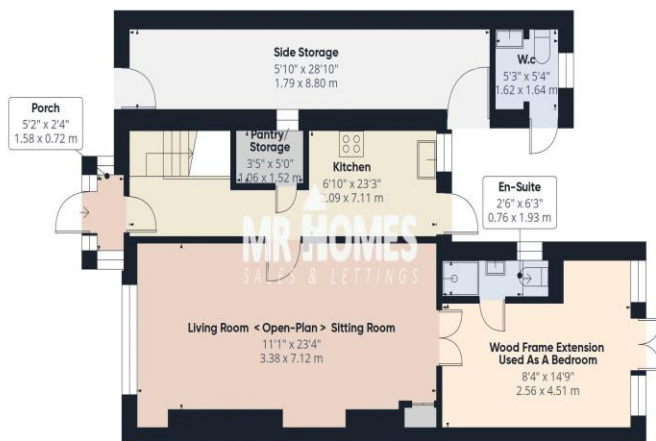 Side Storage
5'10" x 28'10"
1.79 x 8.80 m
W.c
5'3" x 5'4"
1.62 x 1.64 m
Porch
5'2" x 2'4"
1.58 x 0.72 m
Pantry/
Storage
3'5" x 5'0"
1.06 x 1.52 m
Kitchen
6'10" x 23'3"
2.09 x 7.11 m
En-Suite
2'6" x 6'3"
0.76 x 1.93 m
MR HOMES
SALES & LETTINGS
Living Room < Open-Plan > Sitting Room
11'1" x 23'4"
3.38 x 7.12 m
Wood Frame Extension
Used As A Bedroom
8'4" x 14'9"
2.56 x 4.51 m